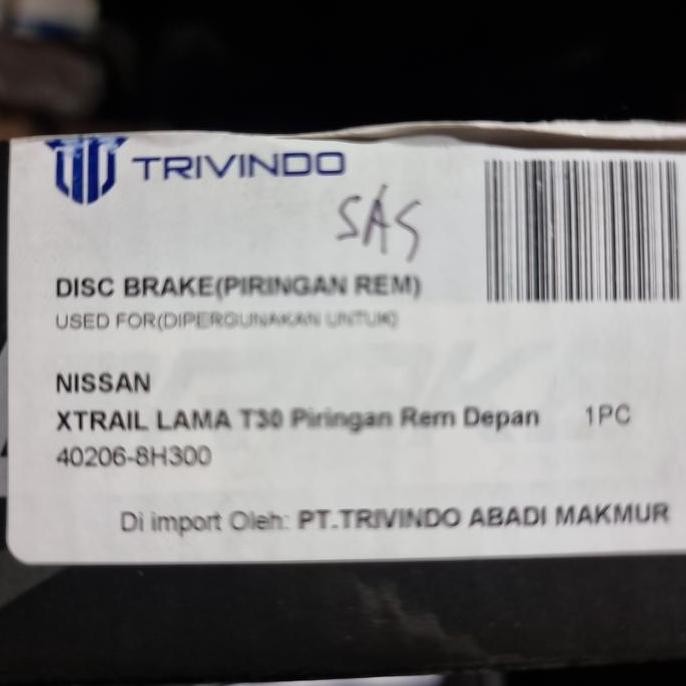 TRIVINDO
SAS
DISC BRAKE(PIRINGAN REM)
USED FOR(DIPERGUNAKAN UNTUK)
NISSAN
XTRAIL LAMA T30 Piringan Rem Depan 1PC
40206-8H300
Di import Oleh: PT.TRIVINDO ABADI MAKMUR